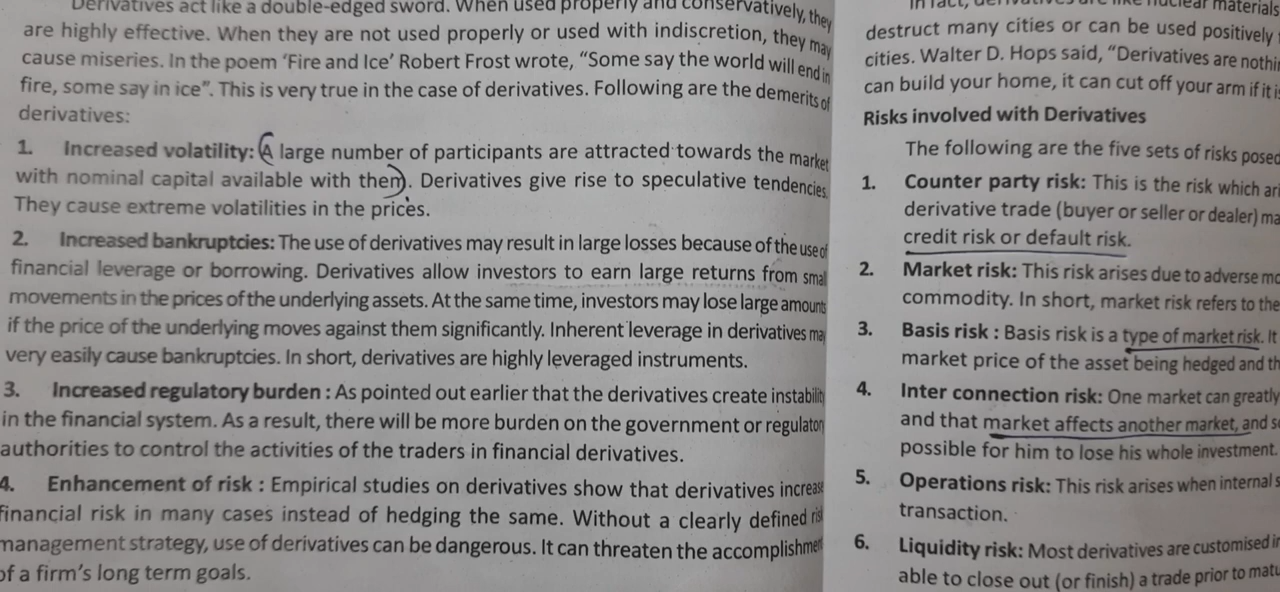 Derivatives act like a double-edged sword. When used properly and conservatively, they
are highly effective. When they are not used properly or used with indiscretion, they may
cause miseries. In the poem ‘Fire and Ice’ Robert Frost wrote, “Some say the world will end in
fire, some say in ice”. This is very true in the case of derivatives. Following are the demerits of
derivatives:
1. Increased volatility: A large number of participants are attracted towards the market
with nominal capital available with them. Derivatives give rise to speculative tendencies.
They cause extreme volatilities in the prices.
2. Increased bankruptcies: The use of derivatives may result in large losses because of the use of
financial leverage or borrowing. Derivatives allow investors to earn large returns from small
movements in the prices of the underlying assets. At the same time, investors may lose large amounts
if the price of the underlying moves against them significantly. Inherent leverage in derivatives may
very easily cause bankruptcies. In short, derivatives are highly leveraged instruments.
3. Increased regulatory burden : As pointed out earlier that the derivatives create instability
in the financial system. As a result, there will be more burden on the government or regulatory
authorities to control the activities of the traders in financial derivatives.
4. Enhancement of risk : Empirical studies on derivatives show that derivatives increase
financial risk in many cases instead of hedging the same. Without a clearly defined risk
management strategy, use of derivatives can be dangerous. It can threaten the accomplishment
of a firm’s long term goals.
In fact, derivatives are like nuclear materials
destruct many cities or can be used positively
cities. Walter D. Hops said, “Derivatives are
can build your home, it can cut off your arm if it
Risks involved with Derivatives
The following are the five sets of risks posed
1. Counter party risk: This is the risk which
derivative trade (buyer or seller or dealer)
credit risk or default risk.
2. Market risk: This risk arises due to adverse
commodity. In short, market risk refers to the
3. Basis risk : Basis risk is a type of market risk. It
market price of the asset being hedged and
4. Inter connection risk: One market can greatly
and that market affects another market, and
possible for him to lose his whole investment.
5. Operations risk: This risk arises when internal
transaction.
6. Liquidity risk: Most derivatives are customised
able to close out (or finish) a trade prior to